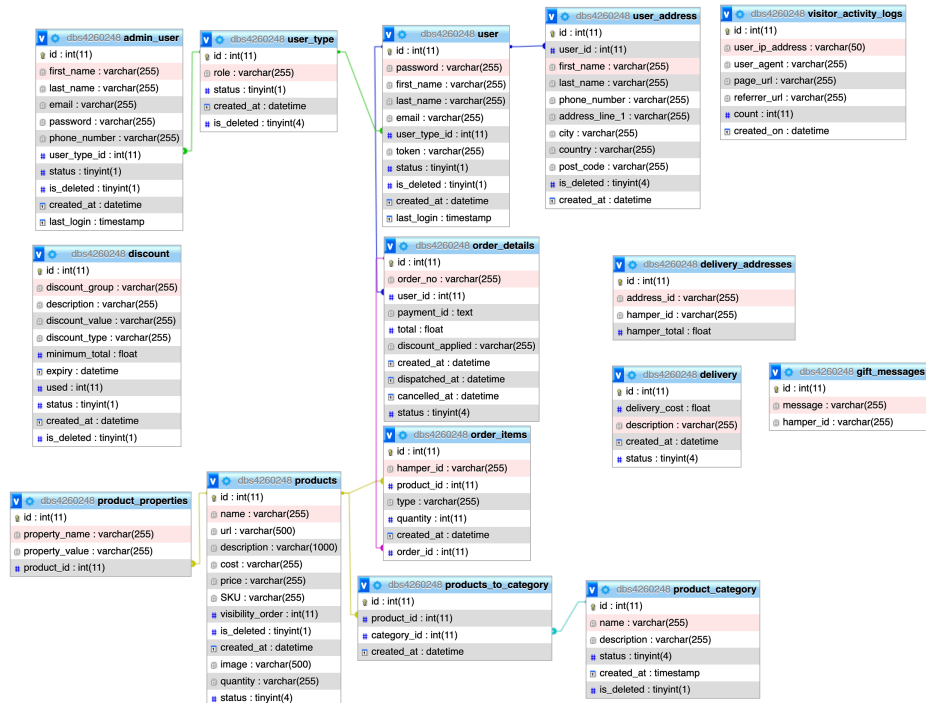 dbs4260248 admin_user
id : int(11)
first_name : varchar(255)
last_name : varchar(255)
email : varchar(255)
password : varchar(255)
phone_number : varchar(255)
user_type_id : int(11)
status : tinyint(1)
is_deleted : tinyint(1)
created_at : datetime
last_login : timestamp
dbs4260248 user_type
id : int(11)
role : varchar(255)
status : tinyint(1)
created_at : datetime
is_deleted : tinyint(4)
dbs4260248 user
id : int(11)
password : varchar(255)
first_name : varchar(255)
last_name : varchar(255)
email : varchar(255)
user_type_id : int(11)
token : varchar(255)
status : tinyint(1)
is_deleted : tinyint(1)
created_at : datetime
last_login : timestamp
dbs4260248 user_address
id : int(11)
user_id : int(11)
first_name : varchar(255)
last_name : varchar(255)
phone_number : varchar(255)
address_line_1 : varchar(255)
city : varchar(255)
country : varchar(255)
post_code : varchar(255)
is_deleted : tinyint(4)
created_at : datetime
dbs4260248 visitor_activity_logs
id : int(11)
user_ip_address : varchar(50)
user_agent : varchar(255)
page_url : varchar(255)
referrer_url : varchar(255)
count : int(11)
created_on : datetime
dbs4260248 discount
id : int(11)
discount_group : varchar(255)
description : varchar(255)
discount_value : varchar(255)
discount_type : varchar(255)
minimum_total : float
expiry : datetime
used : int(11)
status : tinyint(1)
created_at : datetime
is_deleted : tinyint(1)
dbs4260248 order_details
id : int(11)
order_no : varchar(255)
user_id : int(11)
payment_id : text
total : float
discount_applied : varchar(255)
created_at : datetime
dispatched_at : datetime
cancelled_at : datetime
status : tinyint(4)
dbs4260248 delivery_addresses
id : int(11)
address_id : varchar(255)
hamper_id : varchar(255)
hamper_total : float
dbs4260248 delivery
id : int(11)
delivery_cost : float
description : varchar(255)
created_at : datetime
status : tinyint(4)
dbs4260248 gift_messages
id : int(11)
message : varchar(255)
hamper_id : varchar(255)
dbs4260248 order_items
id : int(11)
hamper_id : varchar(255)
product_id : int(11)
type : varchar(255)
quantity : int(11)
created_at : datetime
order_id : int(11)
dbs4260248 product_properties
id : int(11)
property_name : varchar(255)
property_value : varchar(255)
product_id : int(11)
dbs4260248 products
id : int(11)
name : varchar(255)
url : varchar(500)
description : varchar(1000)
cost : varchar(255)
price : varchar(255)
SKU : varchar(255)
visibility_order : int(11)
is_deleted : tinyint(1)
created_at : datetime
image : varchar(500)
quantity : varchar(255)
status : tinyint(4)
dbs4260248 products_to_category
id : int(11)
product_id : int(11)
category_id : int(11)
created_at : datetime
dbs4260248 product_category
id : int(11)
name : varchar(255)
description : varchar(255)
status : tinyint(4)
created_at : timestamp
is_deleted : tinyint(1)